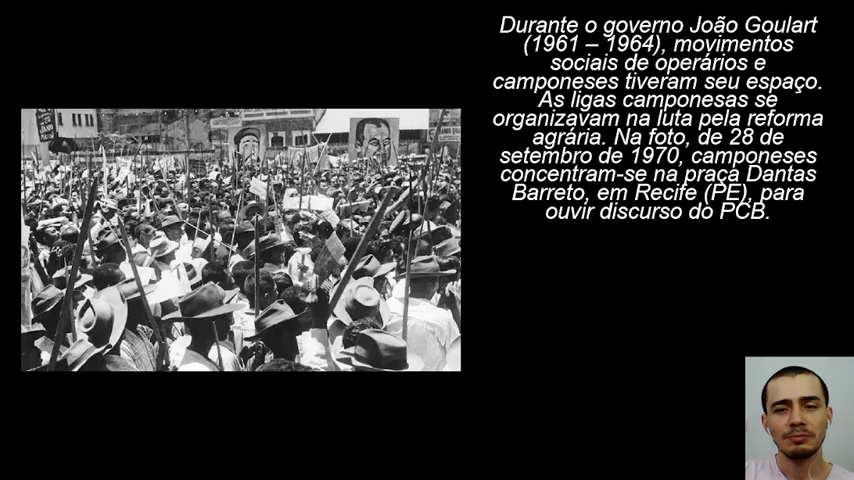 Durante o governo João Goulart
(1961 – 1964), movimentos
sociais de operários e
camponeses tiveram seu espaço.
As ligas camponesas se
organizavam na luta pela reforma
agrária. Na foto, de 28 de
setembro de 1970, camponeses
concentram-se na praça Dantas
Barreto, em Recife (PE), para
ouvir discurso do PCB.